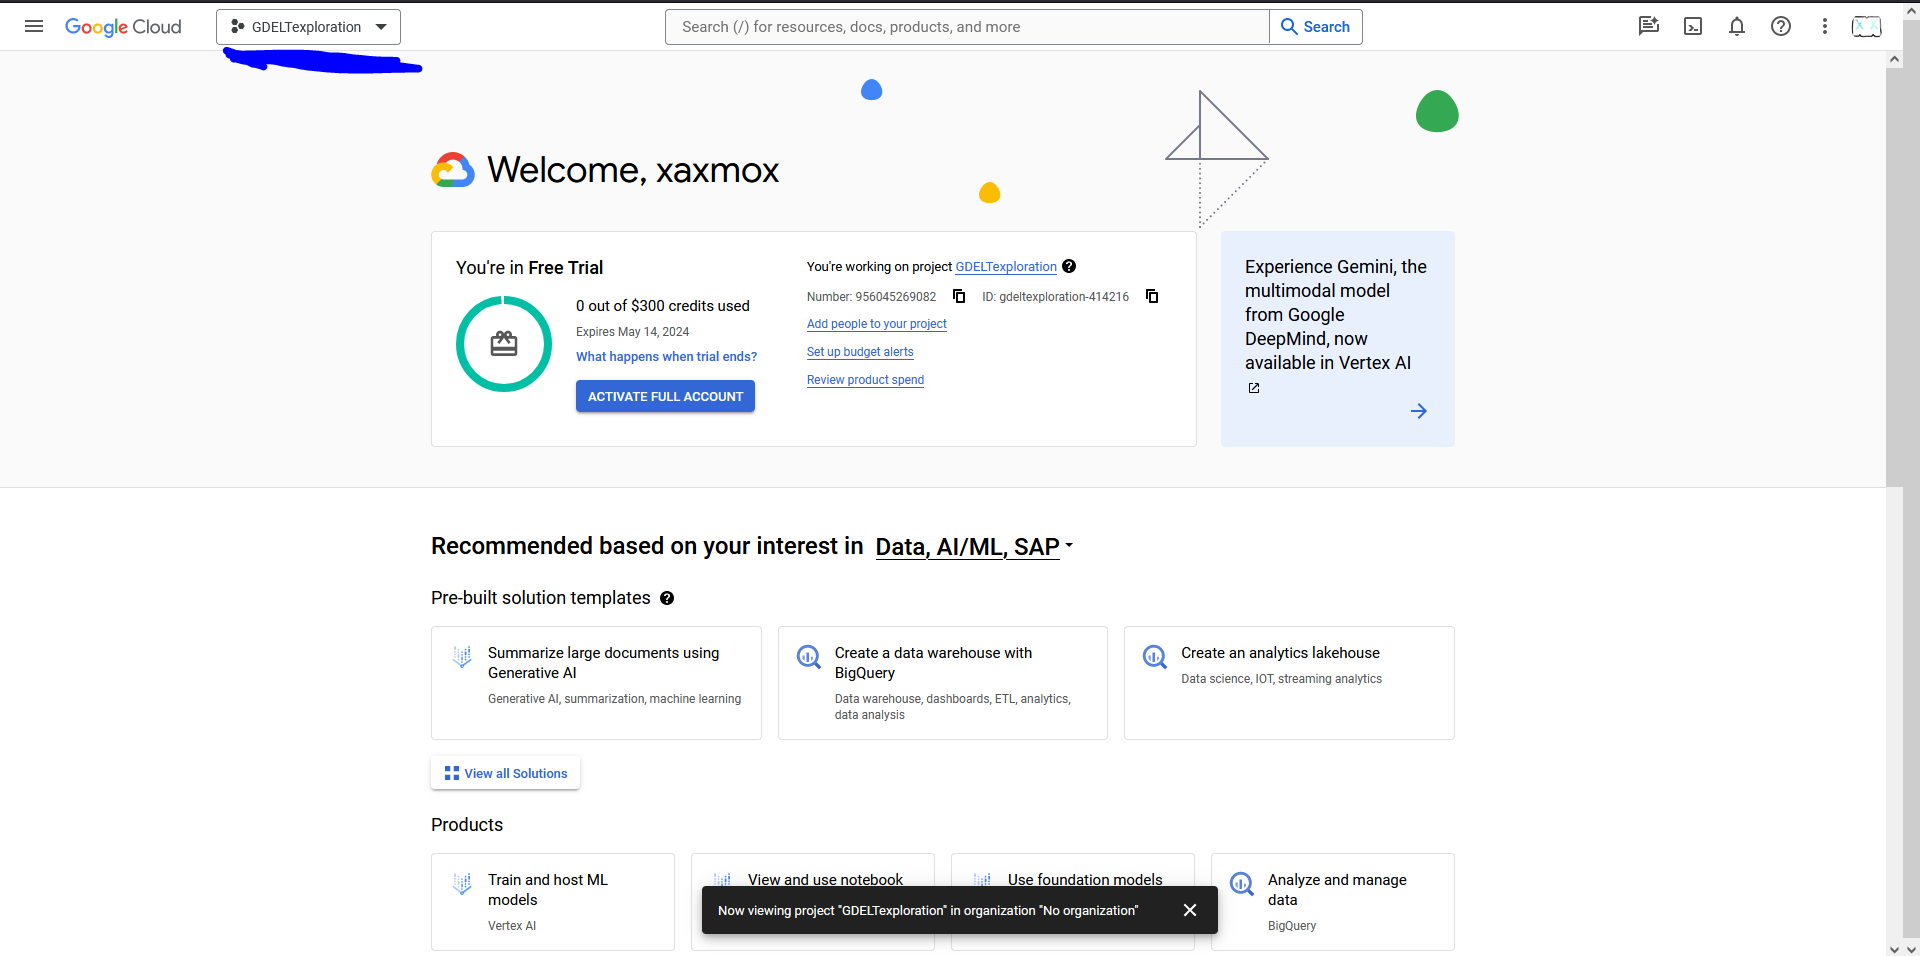 Google Cloud
GDELTexploration
Search (/) for resources, docs, products, and more
Search
Welcome, xaxmox
You're in Free Trial
0 out of $300 credits used
Expires May 14, 2024
What happens when trial ends?
ACTIVATE FULL ACCOUNT
You're working on project GDELTexploration
Number: 956045269082 ID: gdeltexploration-414216
Add people to your project
Set up budget alerts
Review product spend
Experience Gemini, the
multimodal model
from Google
DeepMind, now
available in Vertex AI
Recommended based on your interest in Data, AI/ML, SAP
Pre-built solution templates
Summarize large documents using
Generative AI
Generative AI, summarization, machine learning
Create a data warehouse with
BigQuery
Data warehouse, dashboards, ETL, analytics,
data analysis
Create an analytics lakehouse
Data science, IOT, streaming analytics
View all Solutions
Products
Train and host ML
models
Vertex AI
View and use notebook
Use foundation models
Analyze and manage
data
BigQuery
Now viewing project "GDELTexploration" in organization "No organization"